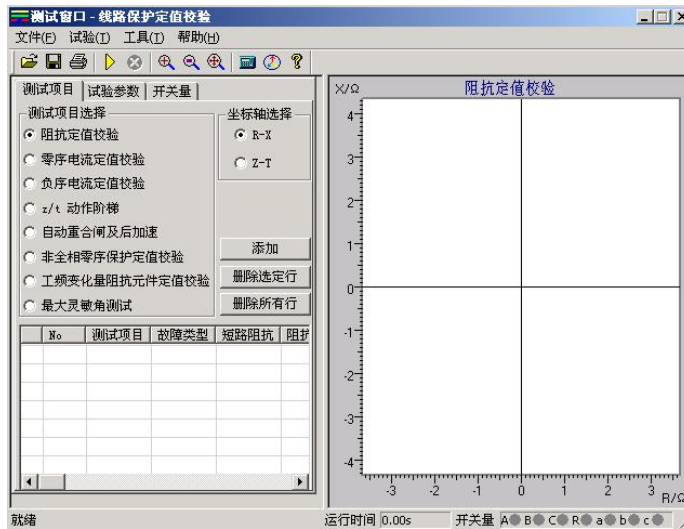 测试窗口 - 线路保护定值校验
文件(F) 试验(I) 工具(T) 帮助(H)
测试项目 试验参数 开关量
测试项目选择
阻抗定值校验
零序电流定值校验
负序电流定值校验
z/t 动作阶梯
自动重合闸及后加速
非全相零序保护定值校验
工频变化量阻抗元件定值校验
最大灵敏角测试
坐标轴选择
R-X
Z-T
添加
删除选定行
删除所有行
No 测试项目 故障类型 短路阻抗 阻抗
X/Ω 阻抗定值校验
4
3
2
1
0
-1
-2
-3
-4
-3 -2 -1 0 1 2 3
R/Ω
就绪 运行时间 0.00s 开关量 A B C R a b c